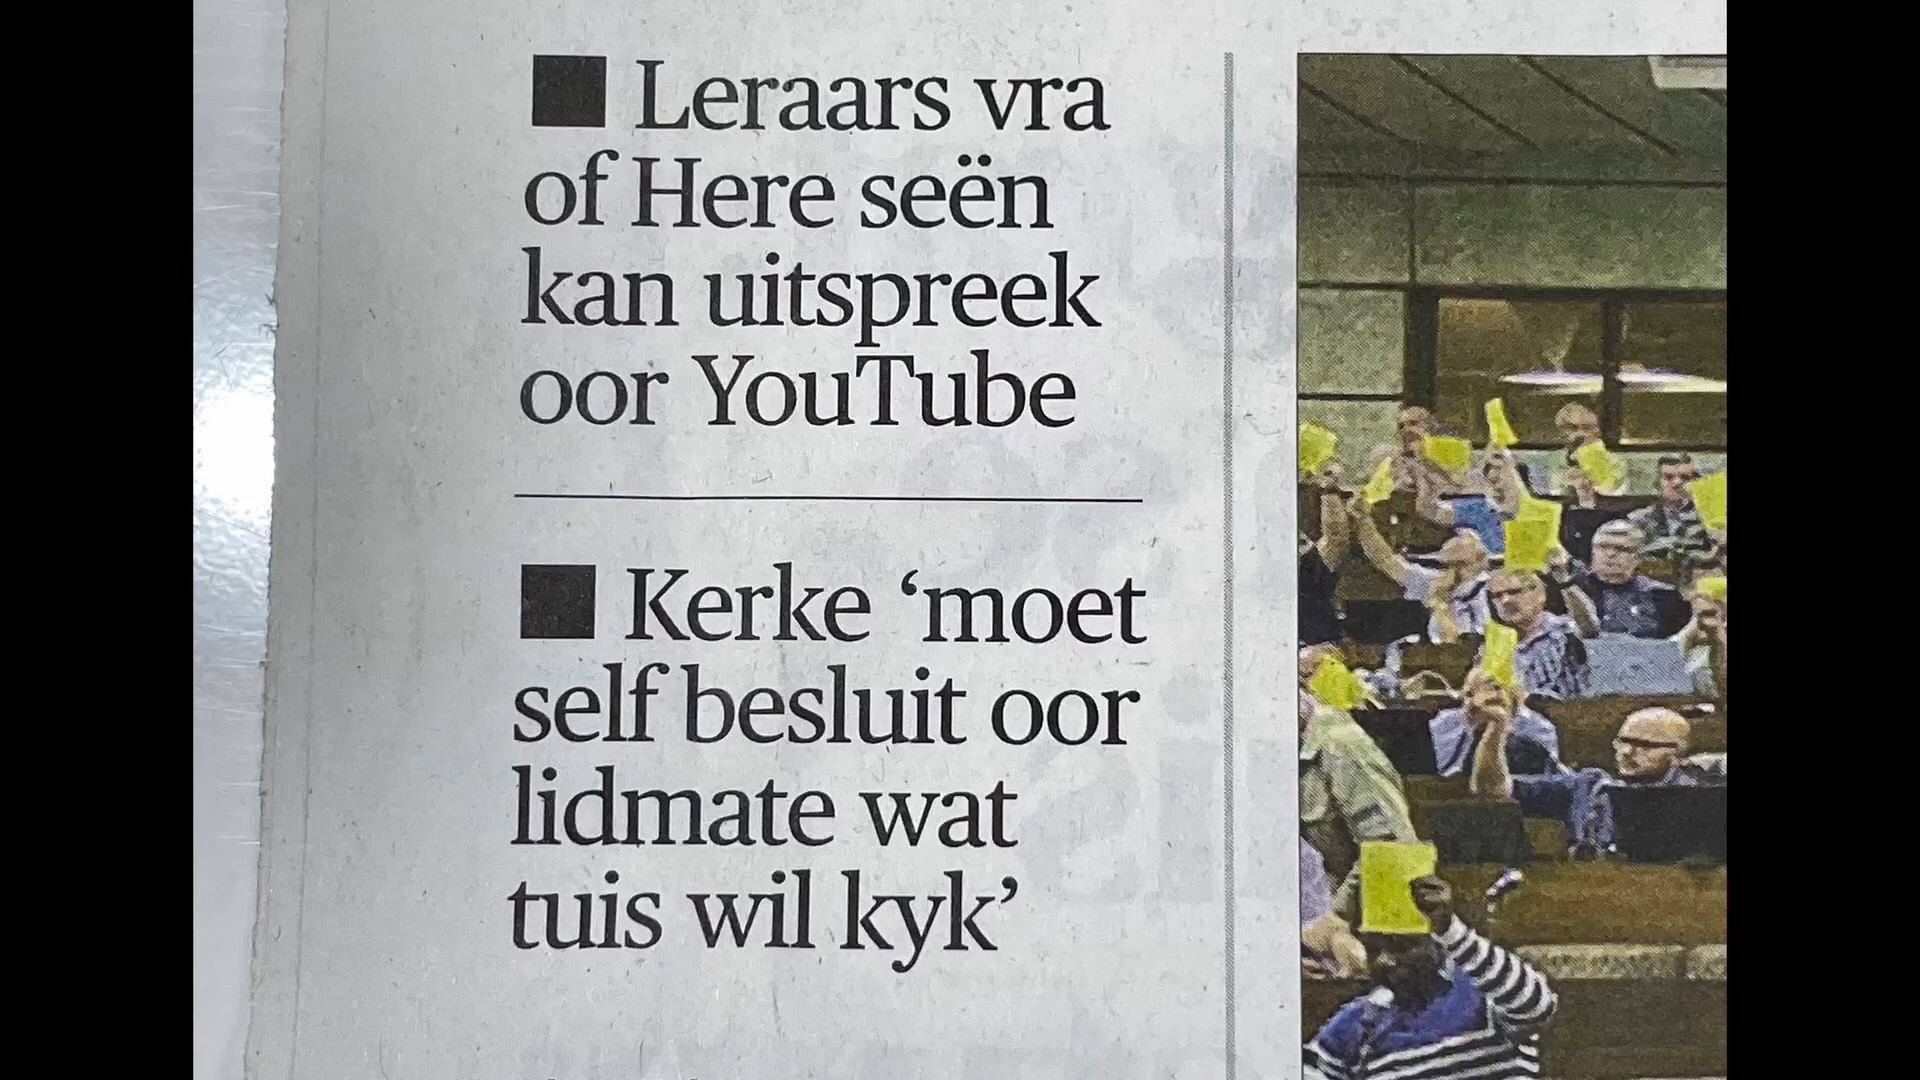 ■ Leraars vra
of Here seën
kan uitspreek
oor YouTube
■ Kerke ‘moet
self besluit oor
lidmate wat
tuis wil kyk’